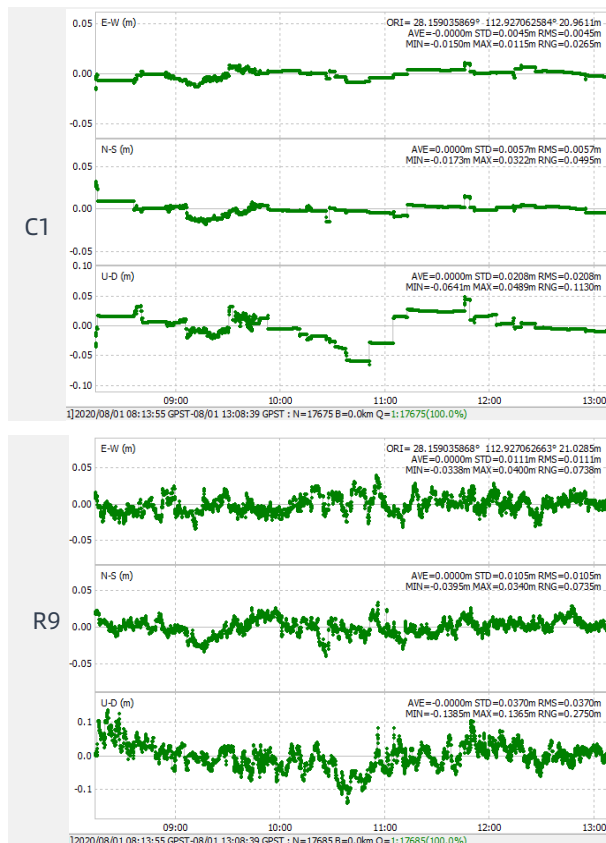 C1
E-W (m)
ORI= 28.159035869° 112.927062584° 20.9611m
AVE=-0.0000m STD=0.0045m RMS=0.0045m
MIN=-0.0150m MAX=0.0115m RNG=0.0265m
0.05
0.00
-0.05
N-S (m)
AVE=0.0000m STD=0.0057m RMS=0.0057m
MIN=-0.0173m MAX=0.0322m RNG=0.0495m
0.05
0.00
-0.05
0.10
U-D (m)
AVE=0.0000m STD=0.0208m RMS=0.0208m
MIN=-0.0641m MAX=0.0489m RNG=0.1130m
0.05
0.00
-0.05
-0.10
09:00 10:00 11:00 12:00 13:00
1]2020/08/01 08:13:55 GPST-08/01 13:08:39 GPST : N=17675 B=0.0km Q=1:17675(100.0%)
R9
E-W (m)
ORI= 28.159035868° 112.927062663° 21.0285m
AVE=0.0000m STD=0.0111m RMS=0.0111m
MIN=-0.0338m MAX=0.0400m RNG=0.0738m
0.05
0.00
-0.05
N-S (m)
AVE=0.0000m STD=0.0105m RMS=0.0105m
MIN=-0.0395m MAX=0.0340m RNG=0.0735m
0.05
0.00
-0.05
U-D (m)
AVE=-0.0000m STD=0.0370m RMS=0.0370m
MIN=-0.1385m MAX=0.1365m RNG=0.2750m
0.1
0.0
-0.1
09:00 10:00 11:00 12:00 13:00
1]2020/08/01 08:13:55 GPST-08/01 13:08:39 GPST : N=17685 B=0.0km Q=1:17685(100.0%)